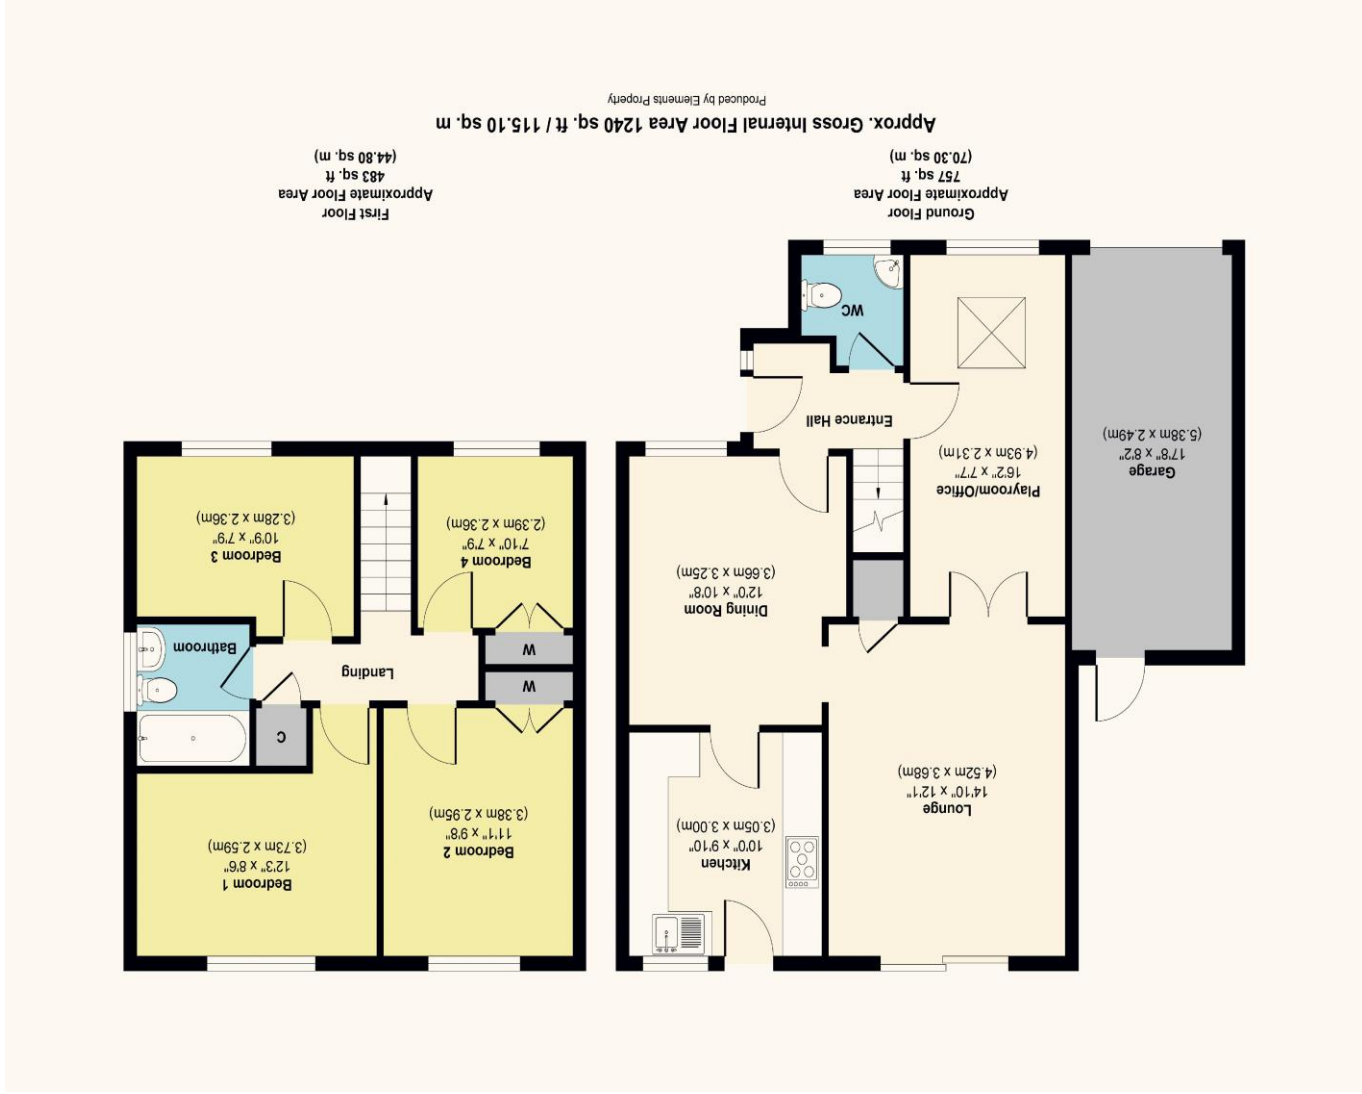 Lounge
14'10" x 12'1"
(4.52m x 3.68m)
Kitchen
10'0" x 9'10"
(3.05m x 3.00m)
Dining Room
12'0" x 10'8"
(3.66m x 3.25m)
Garage
17'8" x 8'2"
(5.38m x 2.49m)
Playroom/Office
16'2" x 7'7"
(4.93m x 2.31m)
Entrance Hall
WC
Bedroom 2
11'1" x 9'8"
(3.38m x 2.95m)
Bedroom 1
12'3" x 8'6"
(3.73m x 2.59m)
C
W
W
Landing
Bathroom
Bedroom 4
7'10" x 7'9"
(2.39m x 2.36m)
Bedroom 3
10'9" x 7'9"
(3.28m x 2.36m)
Ground Floor
Approximate Floor Area
757 sq. ft
(70.30 sq. m)
First Floor
Approximate Floor Area
483 sq. ft
(44.80 sq. m)
Approx. Gross Internal Floor Area 1240 sq. ft / 115.10 sq. m
Produced by Elements Property